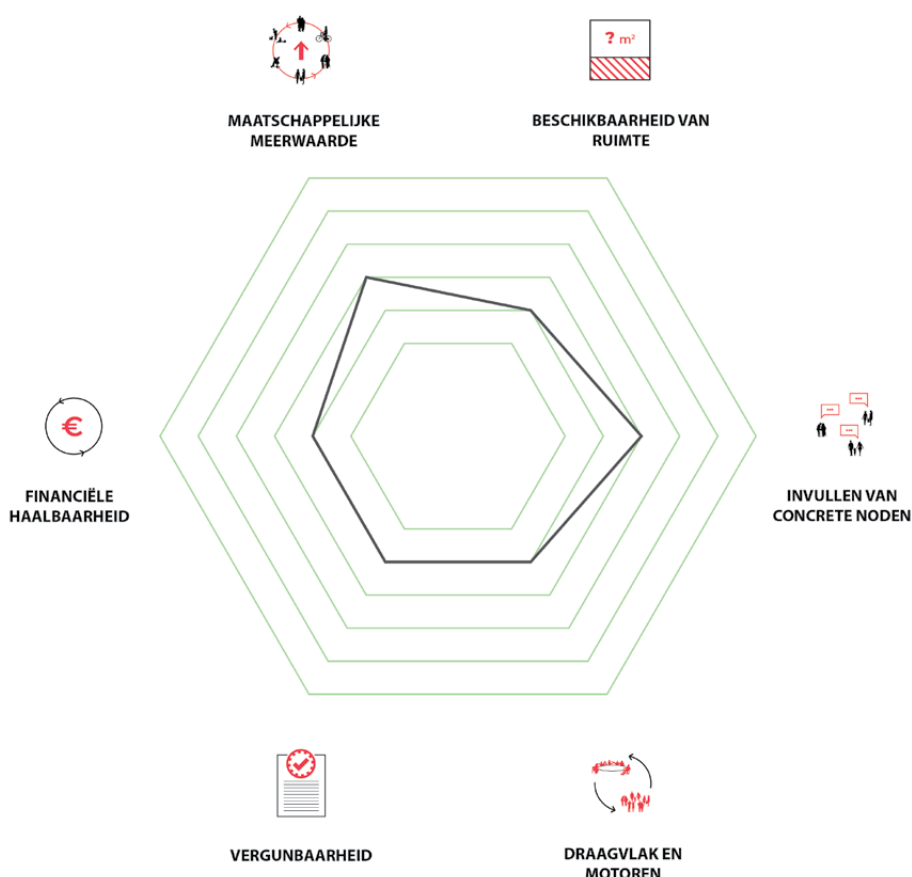 ? m²
MAATSCHAPPELIJKE
MEERWAARDE
BESCHIKBAARHEID VAN
RUIMTE
€
FINANCIËLE
HAALBAARHEID
INVULLEN VAN
CONCRETE NODEN
VERGUNBAARHEID
DRAAGVLAK EN
MOTOREN